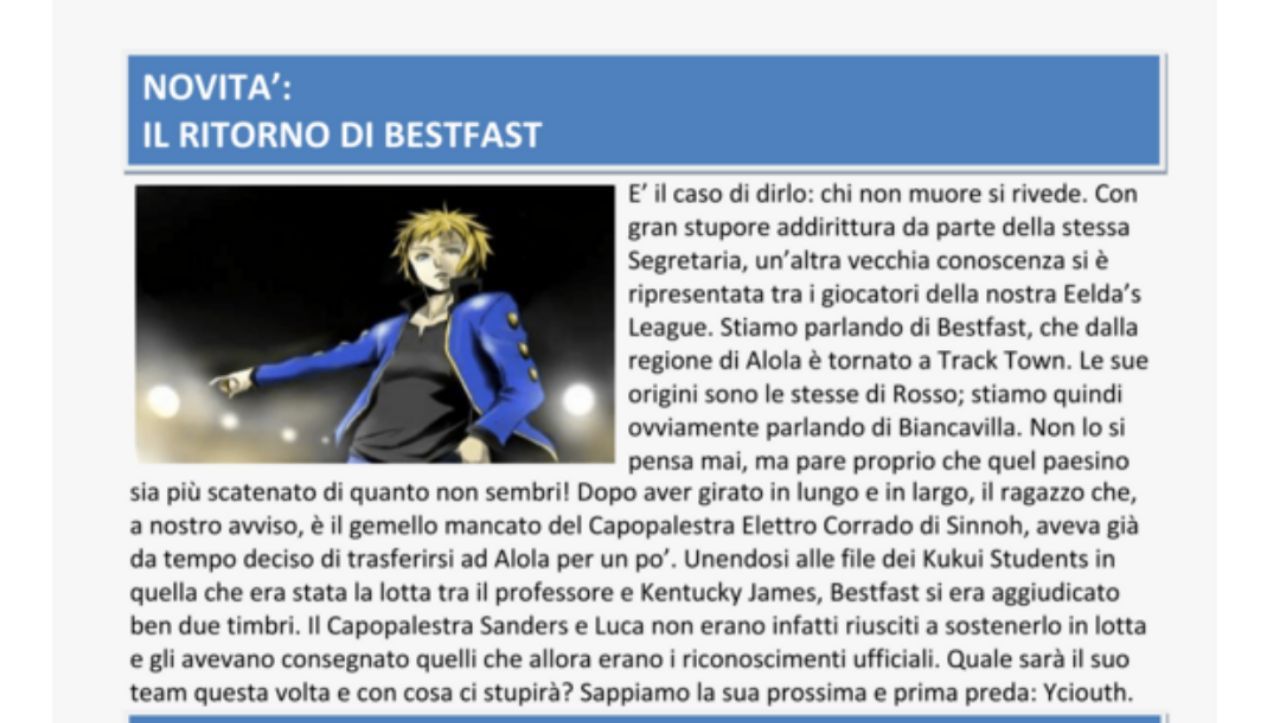 NOVITA’:
IL RITORNO DI BESTFAST
E’ il caso di dirlo: chi non muore si rivede. Con
gran stupore addirittura da parte della stessa
Segretaria, un’altra vecchia conoscenza si è
ripresentata tra i giocatori della nostra Eelda’s
League. Stiamo parlando di Bestfast, che dalla
regione di Alola è tornato a Track Town. Le sue
origini sono le stesse di Rosso; stiamo quindi
ovviamente parlando di Biancavilla. Non lo si
pensa mai, ma pare proprio che quel paesino
sia più scatenato di quanto non sembri! Dopo aver girato in lungo e in largo, il ragazzo che,
a nostro avviso, è il gemello mancato del Capopalestra Elettro Corrado di Sinnoh, aveva già
da tempo deciso di trasferirsi ad Alola per un po’. Unendosi alle file dei Kukui Students in
quella che era stata la lotta tra il professore e Kentucky James, Bestfast si era aggiudicato
ben due timbri. Il Capopalestra Sanders e Luca non erano infatti riusciti a sostenerlo in lotta
e gli avevano consegnato quelli che allora erano i riconoscimenti ufficiali. Quale sarà il suo
team questa volta e con cosa ci stupirà? Sappiamo la sua prossima e prima preda: Yciouth.